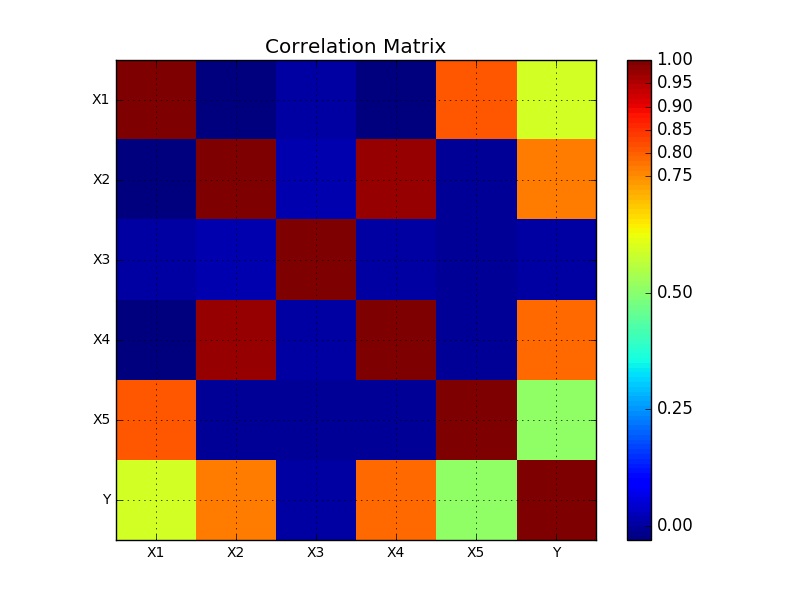 Correlation Matrix
X1
X2
X3
X4
X5
Y
X1 X2 X3 X4 X5 Y
1.00
0.95
0.90
0.85
0.80
0.75
0.50
0.25
0.00